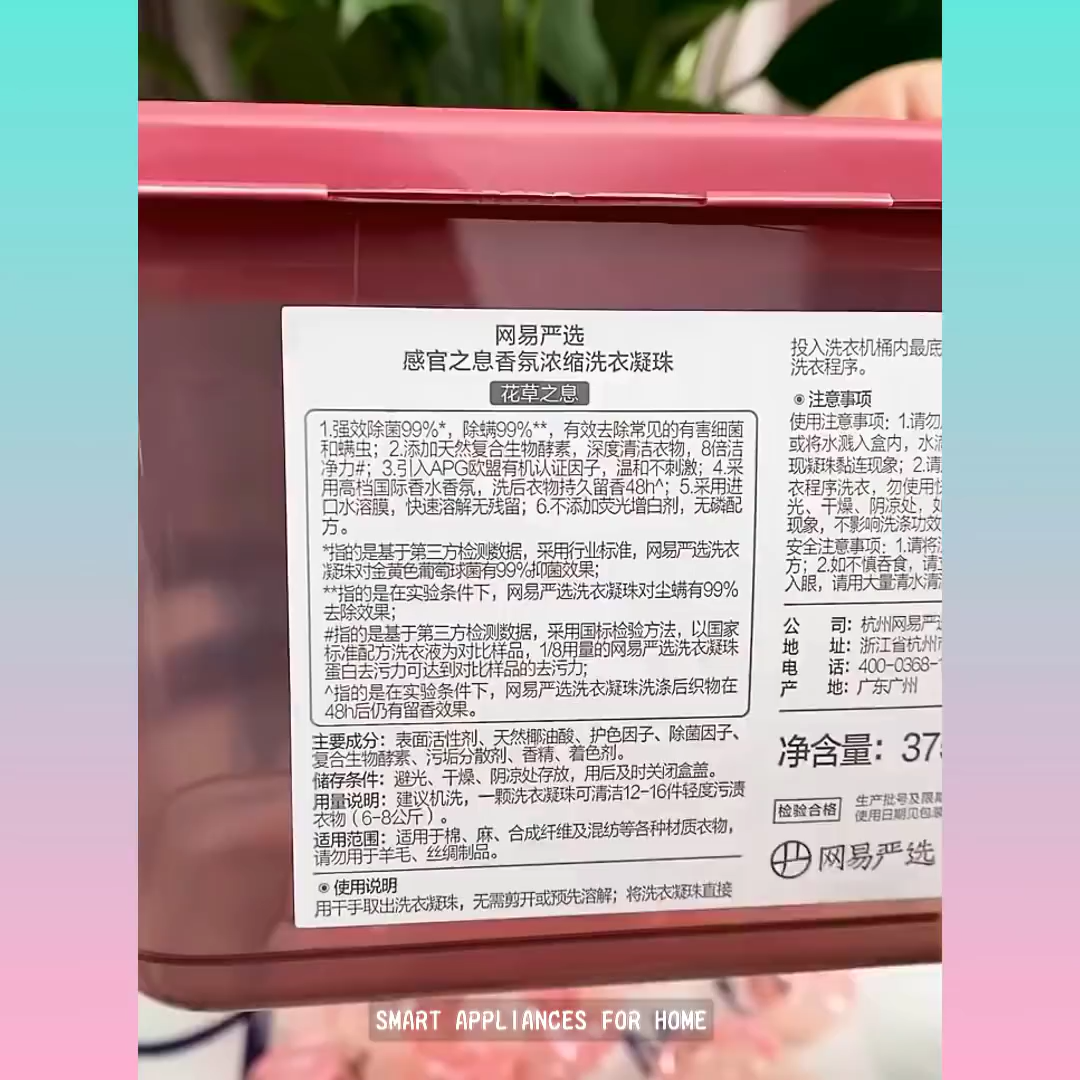 网易严选
感官之息香氛浓缩洗衣凝珠
花草之息
1.强效除菌99%*，除螨99%**，有效去除常见的有害细菌
和螨虫；2.添加天然复合生物酵素，深度清洁衣物，8倍洁
净力#；3.引入APG欧盟有机认证因子，温和不刺激；4.采
用高档国际香水香氛，洗后衣物持久留香48h^；5.采用进
口水溶膜，快速溶解无残留；6.不添加荧光增白剂，无磷配
方。
*指的是基于第三方检测数据，采用行业标准，网易严选洗衣
凝珠对金黄色葡萄球菌有99%抑菌效果；
**指的是在实验条件下，网易严选洗衣凝珠对尘螨有99%
去除效果；
#指的是基于第三方检测数据，采用国标检验方法，以国家
标准配方洗衣液为对比样品，1/8用量的网易严选洗衣凝珠
蛋白去污力可达到对比样品的去污力；
^指的是在实验条件下，网易严选洗衣凝珠洗涤后织物在
48h后仍有留香效果。
主要成分：表面活性剂、天然椰油酸、护色因子、除菌因子、
复合生物酵素、污垢分散剂、香精、着色剂。
储存条件：避光、干燥、阴凉处存放，用后及时关闭盒盖。
用量说明：建议机洗，一颗洗衣凝珠可清洁12-16件轻度污渍
衣物（6-8公斤）。
适用范围：适用于棉、麻、合成纤维及混纺等各种材质衣物，
请勿用于羊毛、丝绸制品。
◉使用说明
用干手取出洗衣凝珠，无需剪开或预先溶解；将洗衣凝珠直接
投入洗衣机桶内最底
洗衣程序。
◉注意事项
使用注意事项：1.请勿
或将水溅入盒内，水
现凝珠黏连现象；2.请
衣程序洗衣，勿使用
光、干燥、阴凉处，如
现象，不影响洗涤功效
安全注意事项：1.请将
方；2.如不慎吞食，请
入眼，请用大量清水清
公 司：杭州网易严
地 址：浙江省杭州
电 话：400-0368-
产 地：广东广州
净含量：37
检验合格
生产批号及限
使用日期见包装
网易严选
SMART APPLIANCES FOR HOME